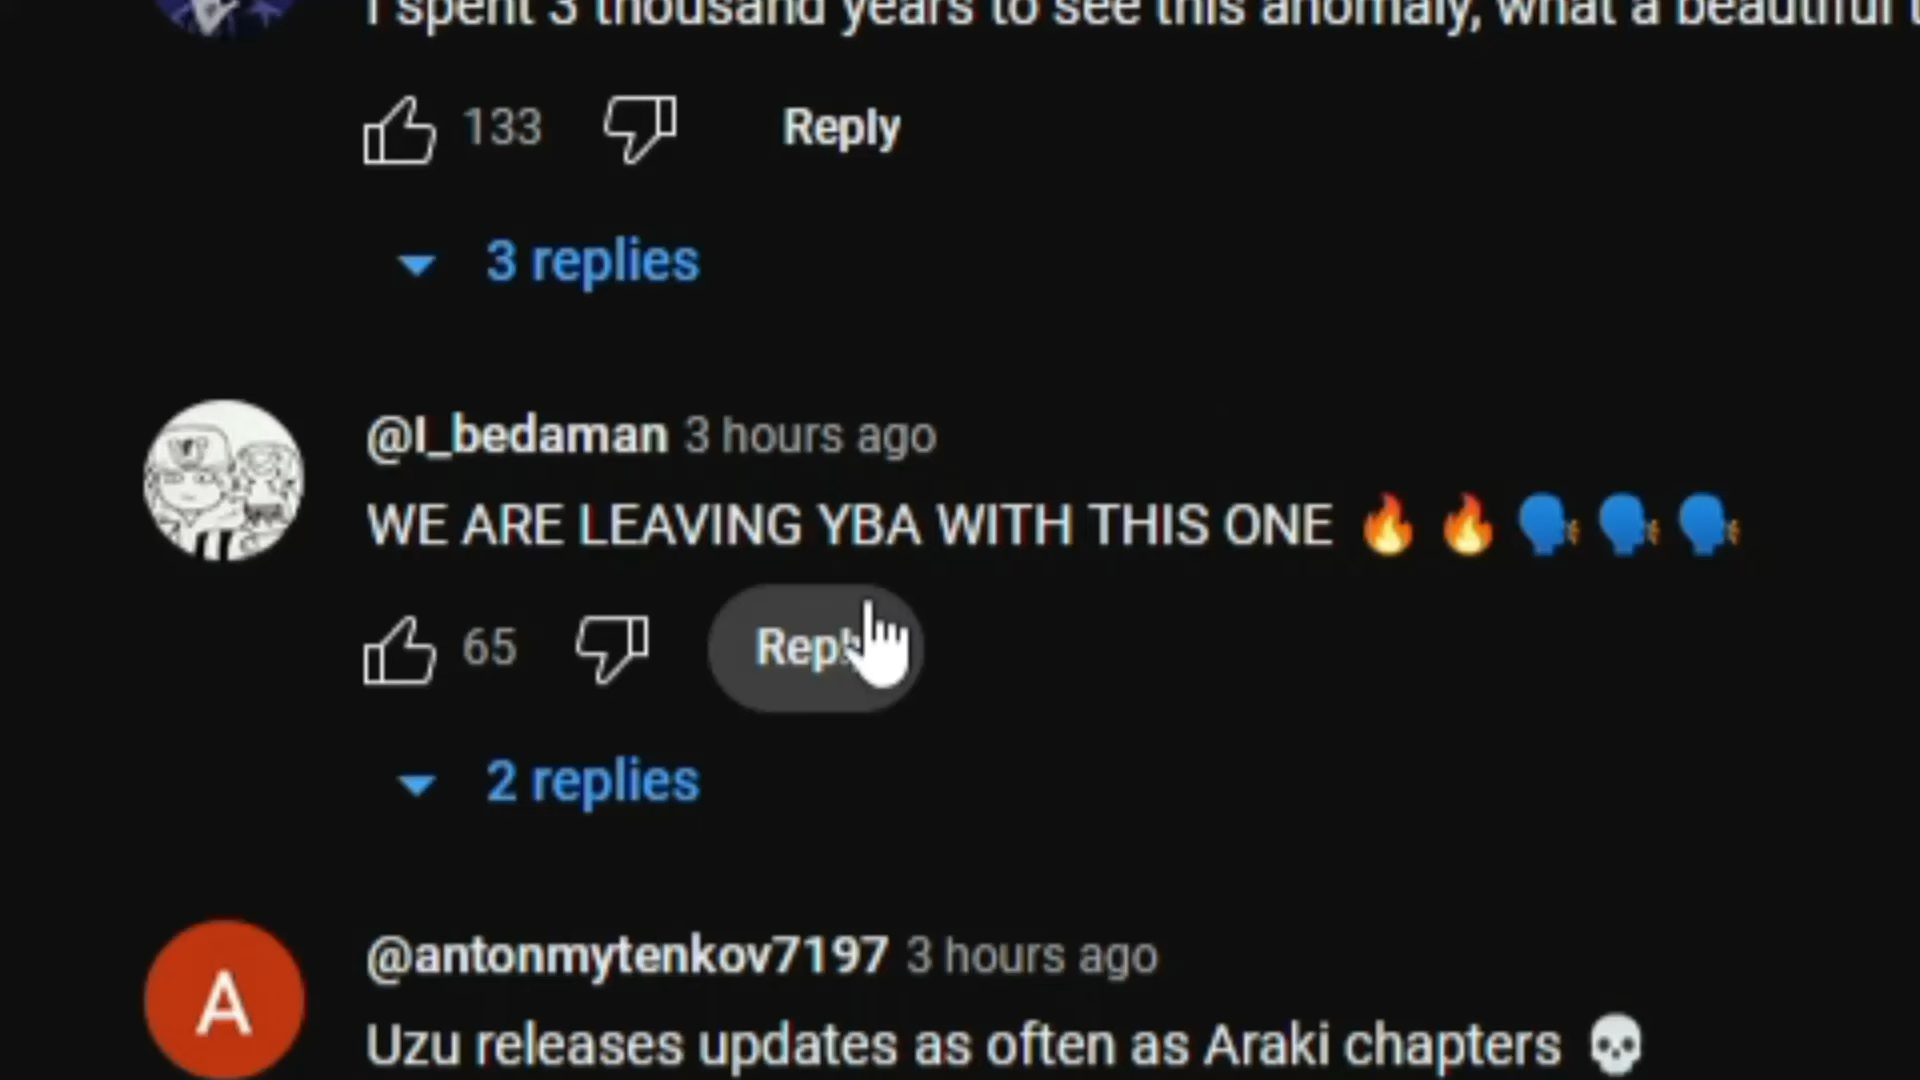 I spent 3 thousand years to see this anomaly, what a beautiful
133 Reply
3 replies
@I_bedaman 3 hours ago
WE ARE LEAVING YBA WITH THIS ONE 🔥 🔥 🗣️ 🗣️ 🗣️
65 Reply
2 replies
A
@antonmytenkov7197 3 hours ago
Uzu releases updates as often as Araki chapters 💀